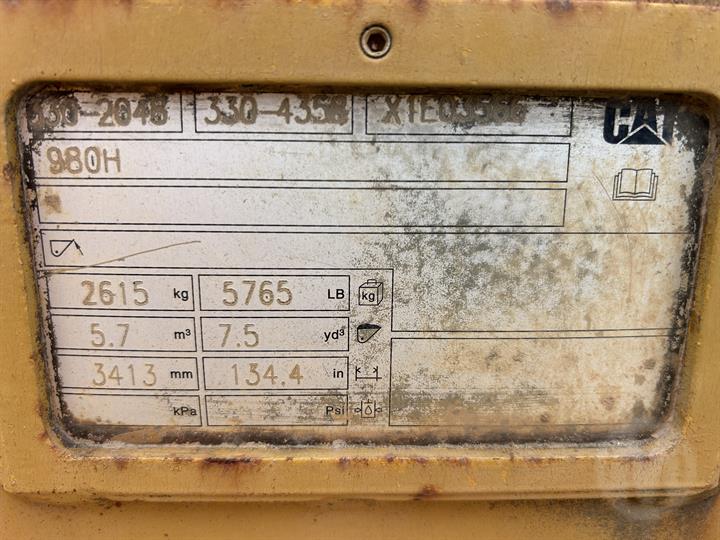 330-2048 330-4358 CAT
980H
2615 kg 5765 LB kg
5.7 m³ 7.5 yd³
3413 mm 134.4 in
kPa Psi